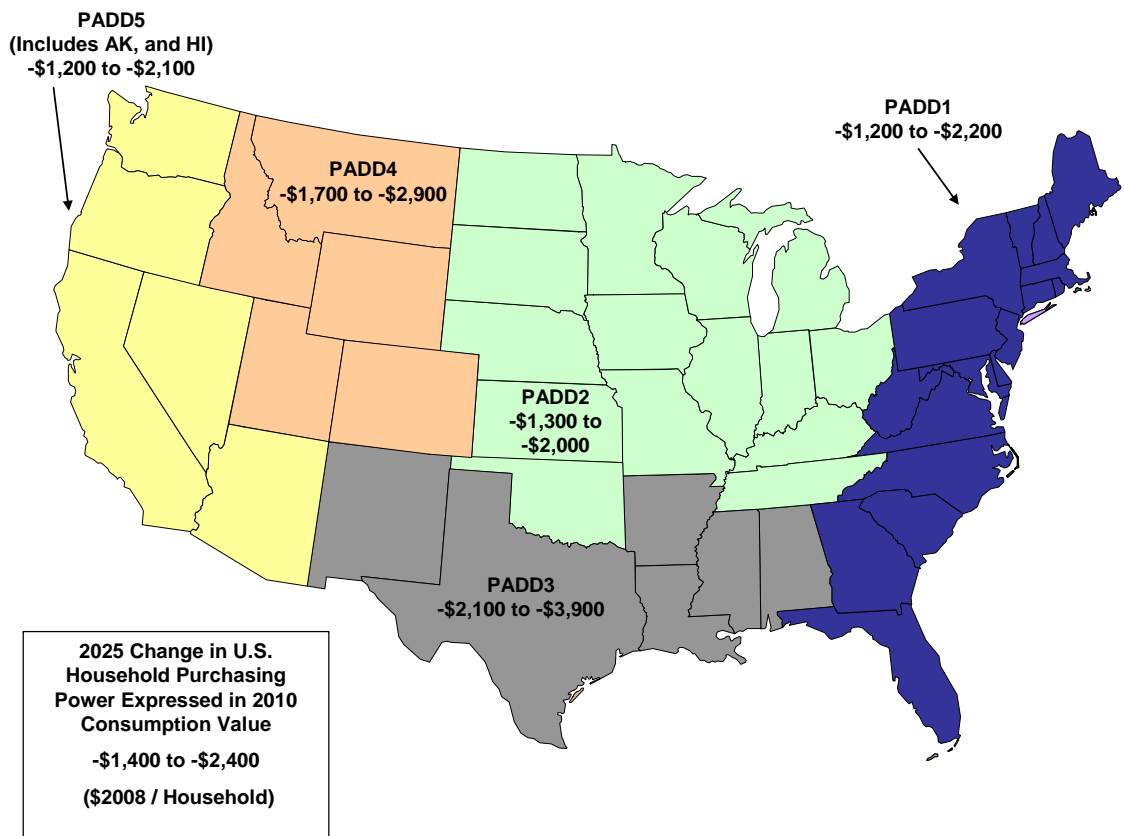 PADD5
(Includes AK, and HI)
-$1,200 to -$2,100
PADD1
-$1,200 to -$2,200
PADD4
-$1,700 to -$2,900
PADD2
-$1,300 to
-$2,000
PADD3
-$2,100 to -$3,900
2025 Change in U.S.
Household Purchasing
Power Expressed in 2010
Consumption Value
-$1,400 to -$2,400
($2008 / Household)